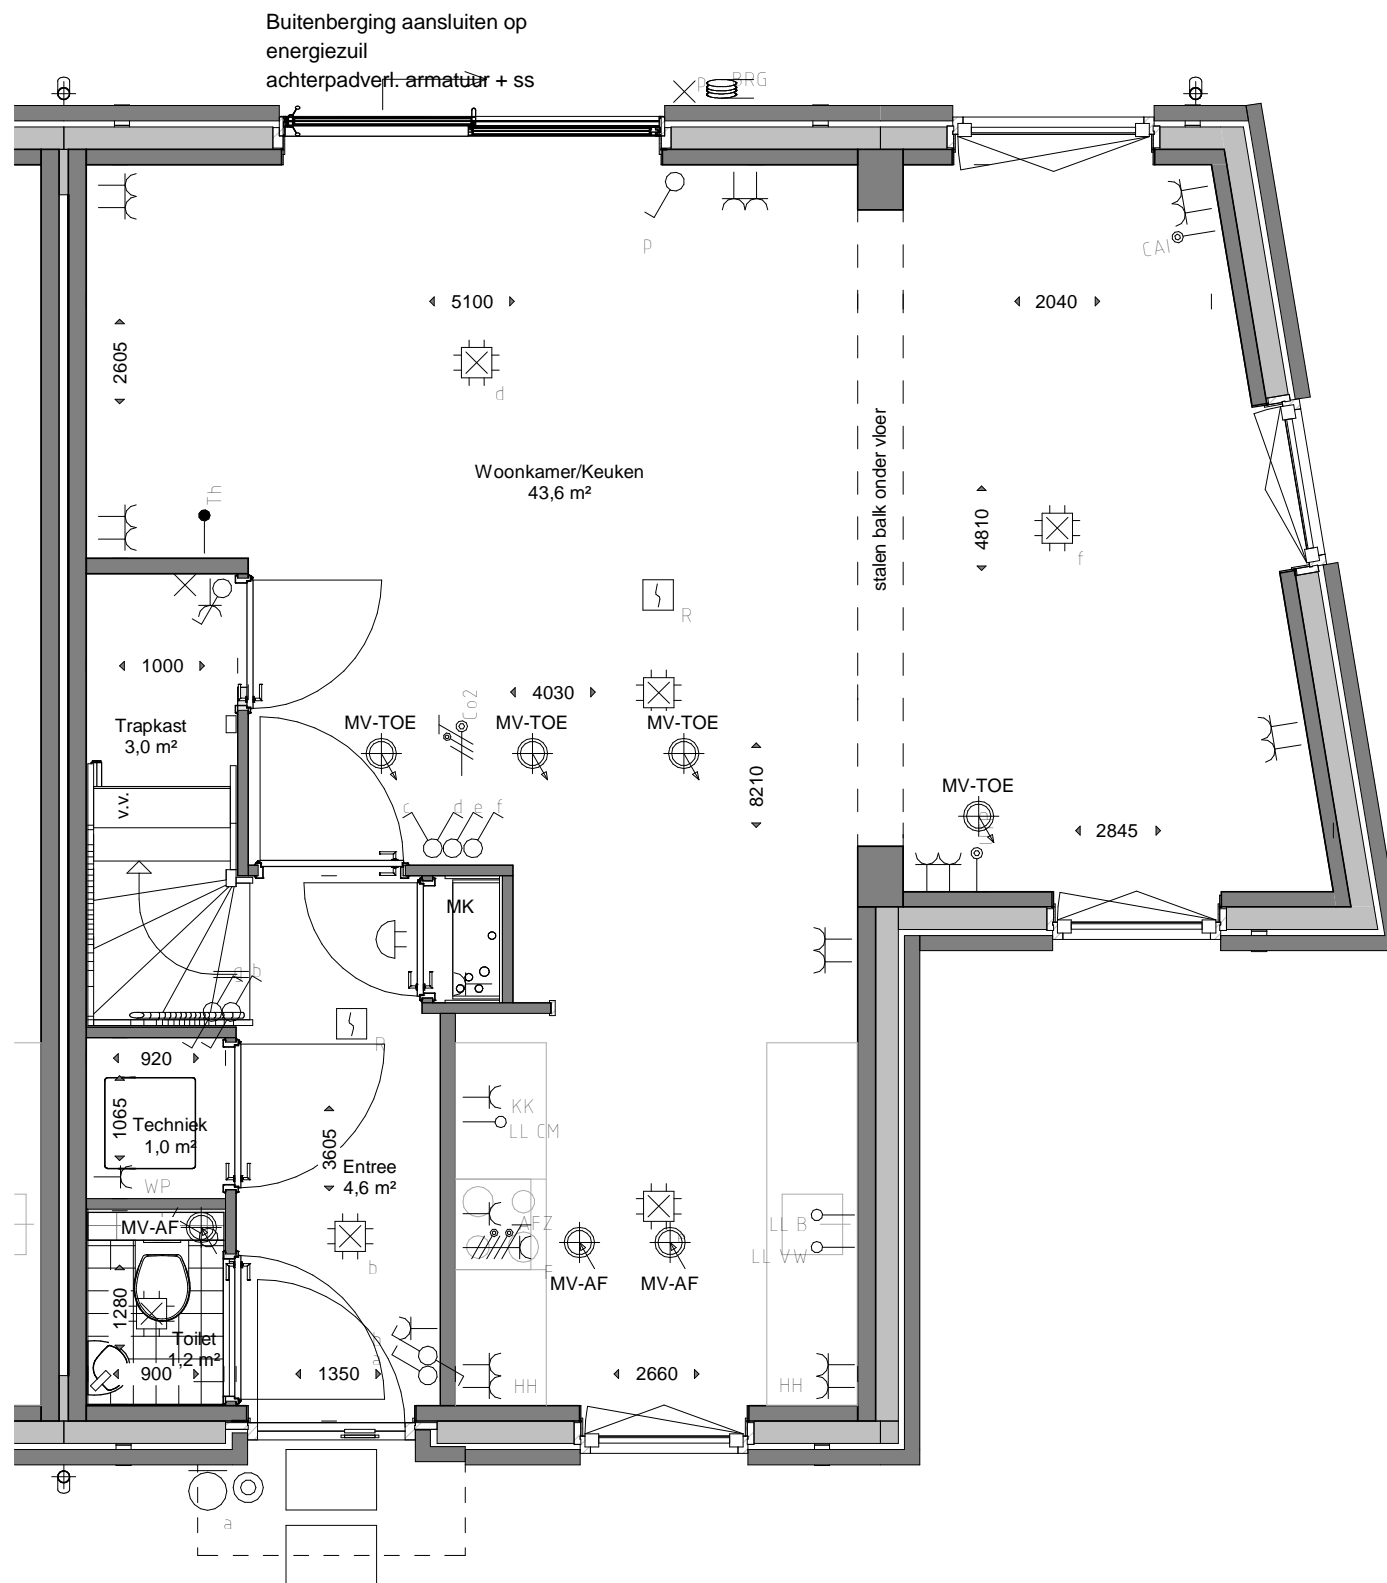 Buitenberging aansluiten op
energiezuil
achterpadverl. armatuur + ss
p
BRG
p
CAI
5100
2040
2605
d
Woonkamer/Keuken
43,6 m²
stalen balk onder vloer
4810
f
Th
R
1000
4030
Co2
Trapkast
3,0 m²
MV-TOE
MV-TOE
MV-TOE
8210
MV-TOE
v.v.
c
d
e
f
2845
MK
a
b
R
920
1065
Techniek
1,0 m²
WP
3605
Entree
4,6 m²
KK
LL CM
MV-AF
AFZ
F
LL B
LL VW
b
MV-AF
MV-AF
1280
Toilet
1,2 m²
900
1350
HH
2660
HH
a